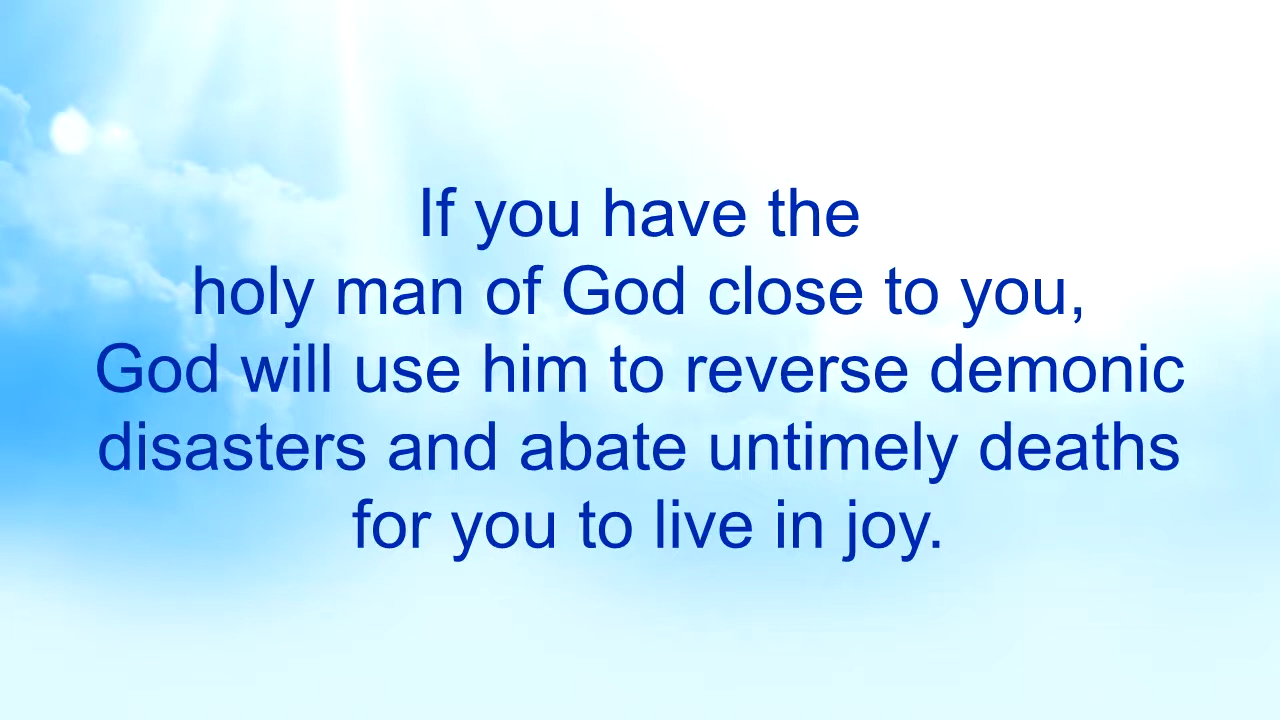 If you have the
holy man of God close to you,
God will use him to reverse demonic
disasters and abate untimely deaths
for you to live in joy.